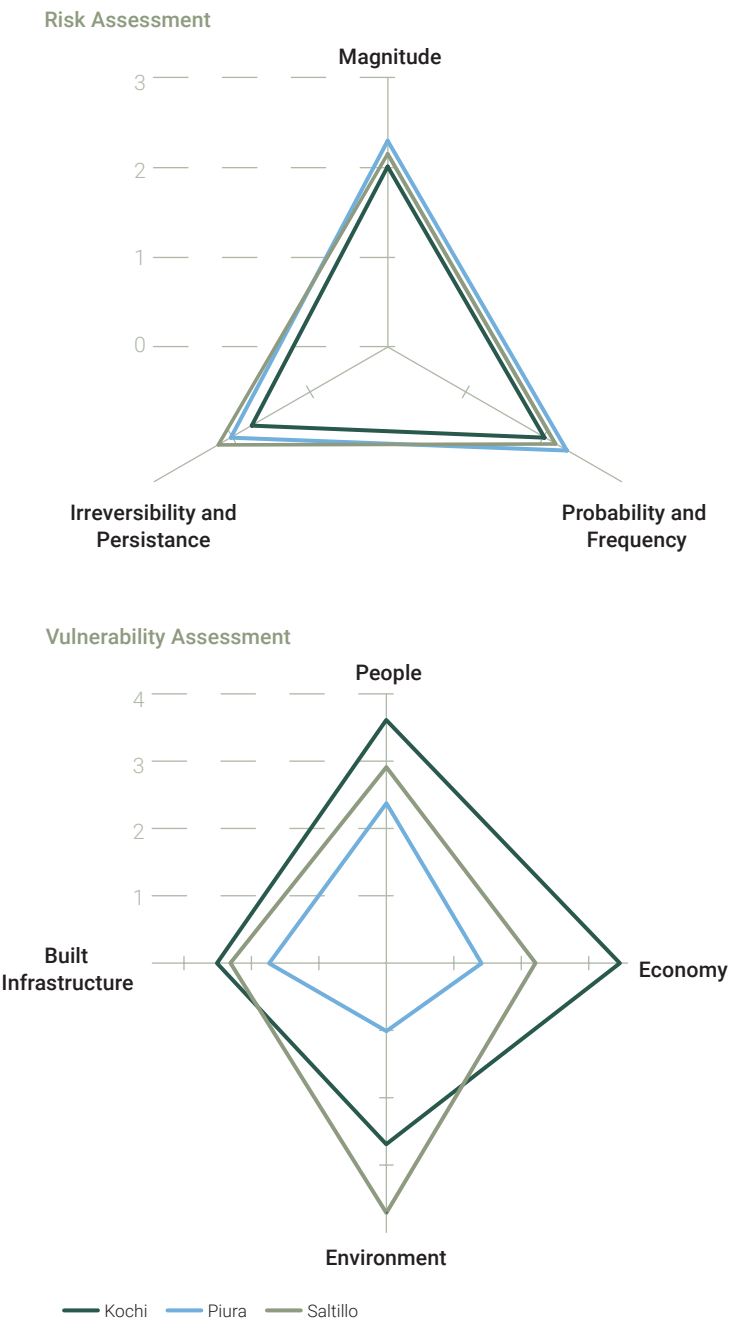 Risk Assessment
Magnitude
3
2
1
0
Irreversibility and
Persistance
Probability and
Frequency
Vulnerability Assessment
People
4
3
2
1
Built
Infrastructure
Economy
Environment
Kochi Piura Saltillo